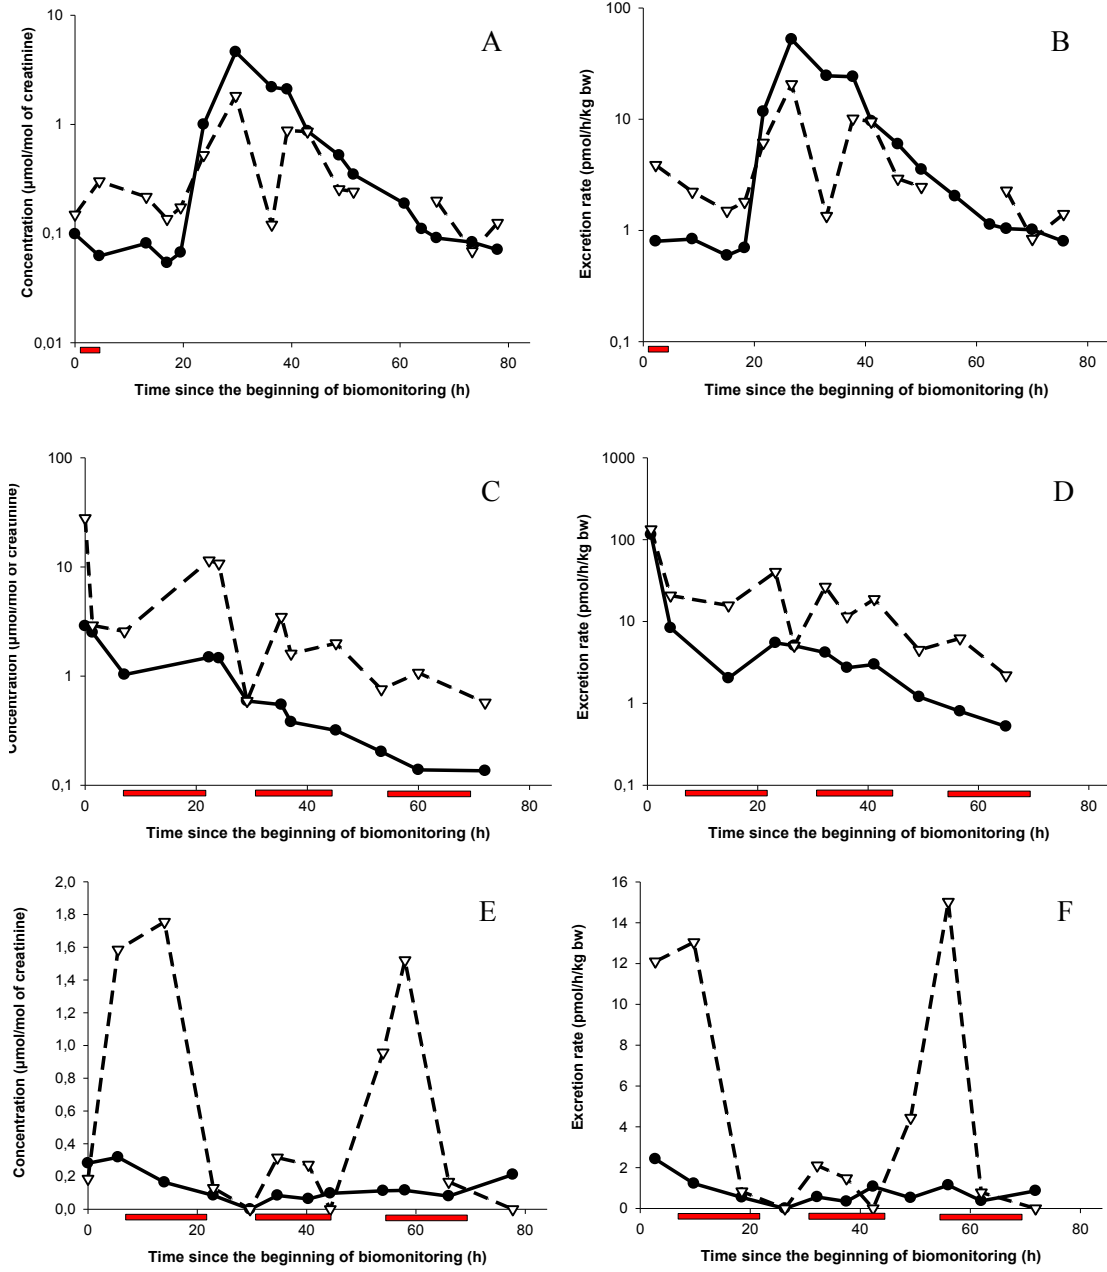 A
Concentration (µmol/mol of creatinine)
10
1
0,1
0,01
0 20 40 60 80
Time since the beginning of biomonitoring (h)
B
Excretion rate (pmol/h/kg bw)
100
10
1
0,1
0 20 40 60 80
Time since the beginning of biomonitoring (h)
C
Concentration (µmol/mol of creatinine)
100
10
1
0,1
0 20 40 60 80
Time since the beginning of biomonitoring (h)
D
Excretion rate (pmol/h/kg bw)
1000
100
10
1
0,1
0 20 40 60 80
Time since the beginning of biomonitoring (h)
E
Concentration (µmol/mol of creatinine)
2,0
1,8
1,6
1,4
1,2
1,0
0,8
0,6
0,4
0,2
0,0
0 20 40 60 80
Time since the beginning of biomonitoring (h)
F
Excretion rate (pmol/h/kg bw)
16
14
12
10
8
6
4
2
0
0 20 40 60 80
Time since the beginning of biomonitoring (h)